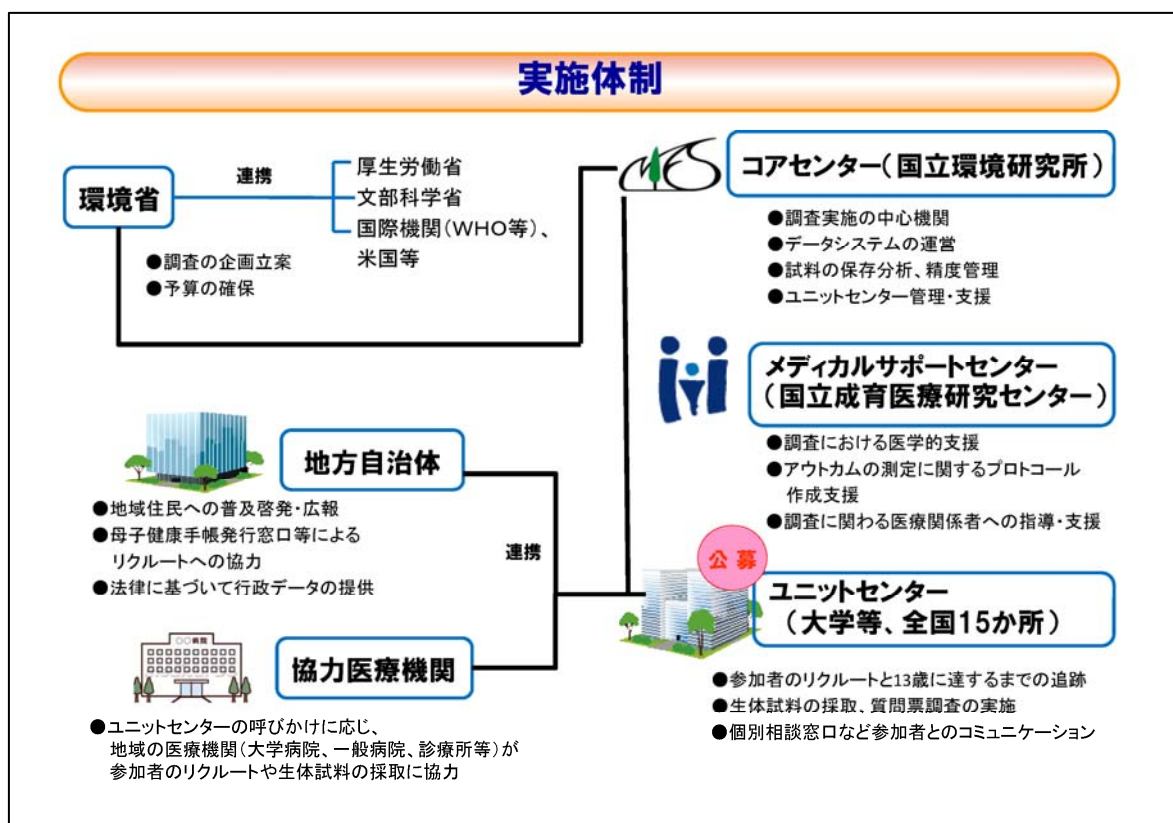 実施体制
環境省
連携
厚生労働省
文部科学省
国際機関（WHO等）、
米国等
●調査の企画立案
●予算の確保
コアセンター（国立環境研究所）
●調査実施の中心機関
●データシステムの運営
●試料の保存分析、精度管理
●ユニットセンター管理・支援
メディカルサポートセンター
（国立成育医療研究センター）
●調査における医学的支援
●アウトカムの測定に関するプロトコール
作成支援
●調査に関わる医療関係者への指導・支援
地方自治体
●地域住民への普及啓発・広報
●母子健康手帳発行窓口等による
リクルートへの協力
●法律に基づいて行政データの提供
連携
公募
ユニットセンター
（大学等、全国15か所）
●参加者のリクルートと13歳に達するまでの追跡
●生体試料の採取、質問票調査の実施
●個別相談窓口など参加者とのコミュニケーション
○○病院
協力医療機関
●ユニットセンターの呼びかけに応じ、
地域の医療機関（大学病院、一般病院、診療所等）が
参加者のリクルートや生体試料の採取に協力